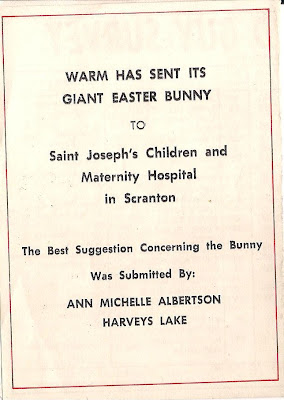 WARM HAS SENT ITS
GIANT EASTER BUNNY
TO
Saint Joseph's Children and
Maternity Hospital
in Scranton
The Best Suggestion Concerning the Bunny
Was Submitted By:
ANN MICHELLE ALBERTSON
HARVEYS LAKE